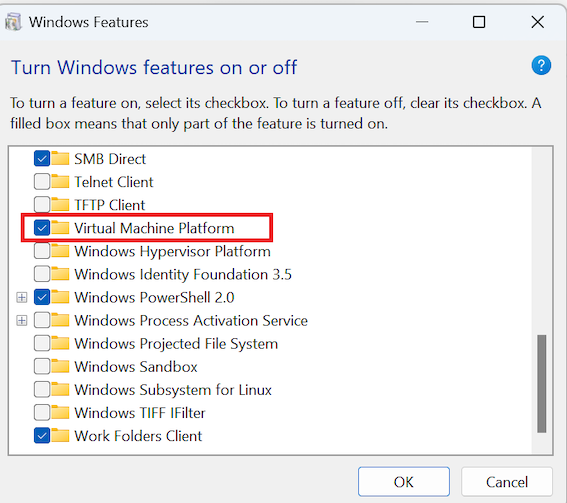 Windows Features
Turn Windows features on or off
?
To turn a feature on, select its checkbox. To turn a feature off, clear its checkbox. A
filled box means that only part of the feature is turned on.
SMB Direct
Telnet Client
TFTP Client
Virtual Machine Platform
Windows Hypervisor Platform
Windows Identity Foundation 3.5
Windows PowerShell 2.0
Windows Process Activation Service
Windows Projected File System
Windows Sandbox
Windows Subsystem for Linux
Windows TIFF IFilter
Work Folders Client
OK
Cancel